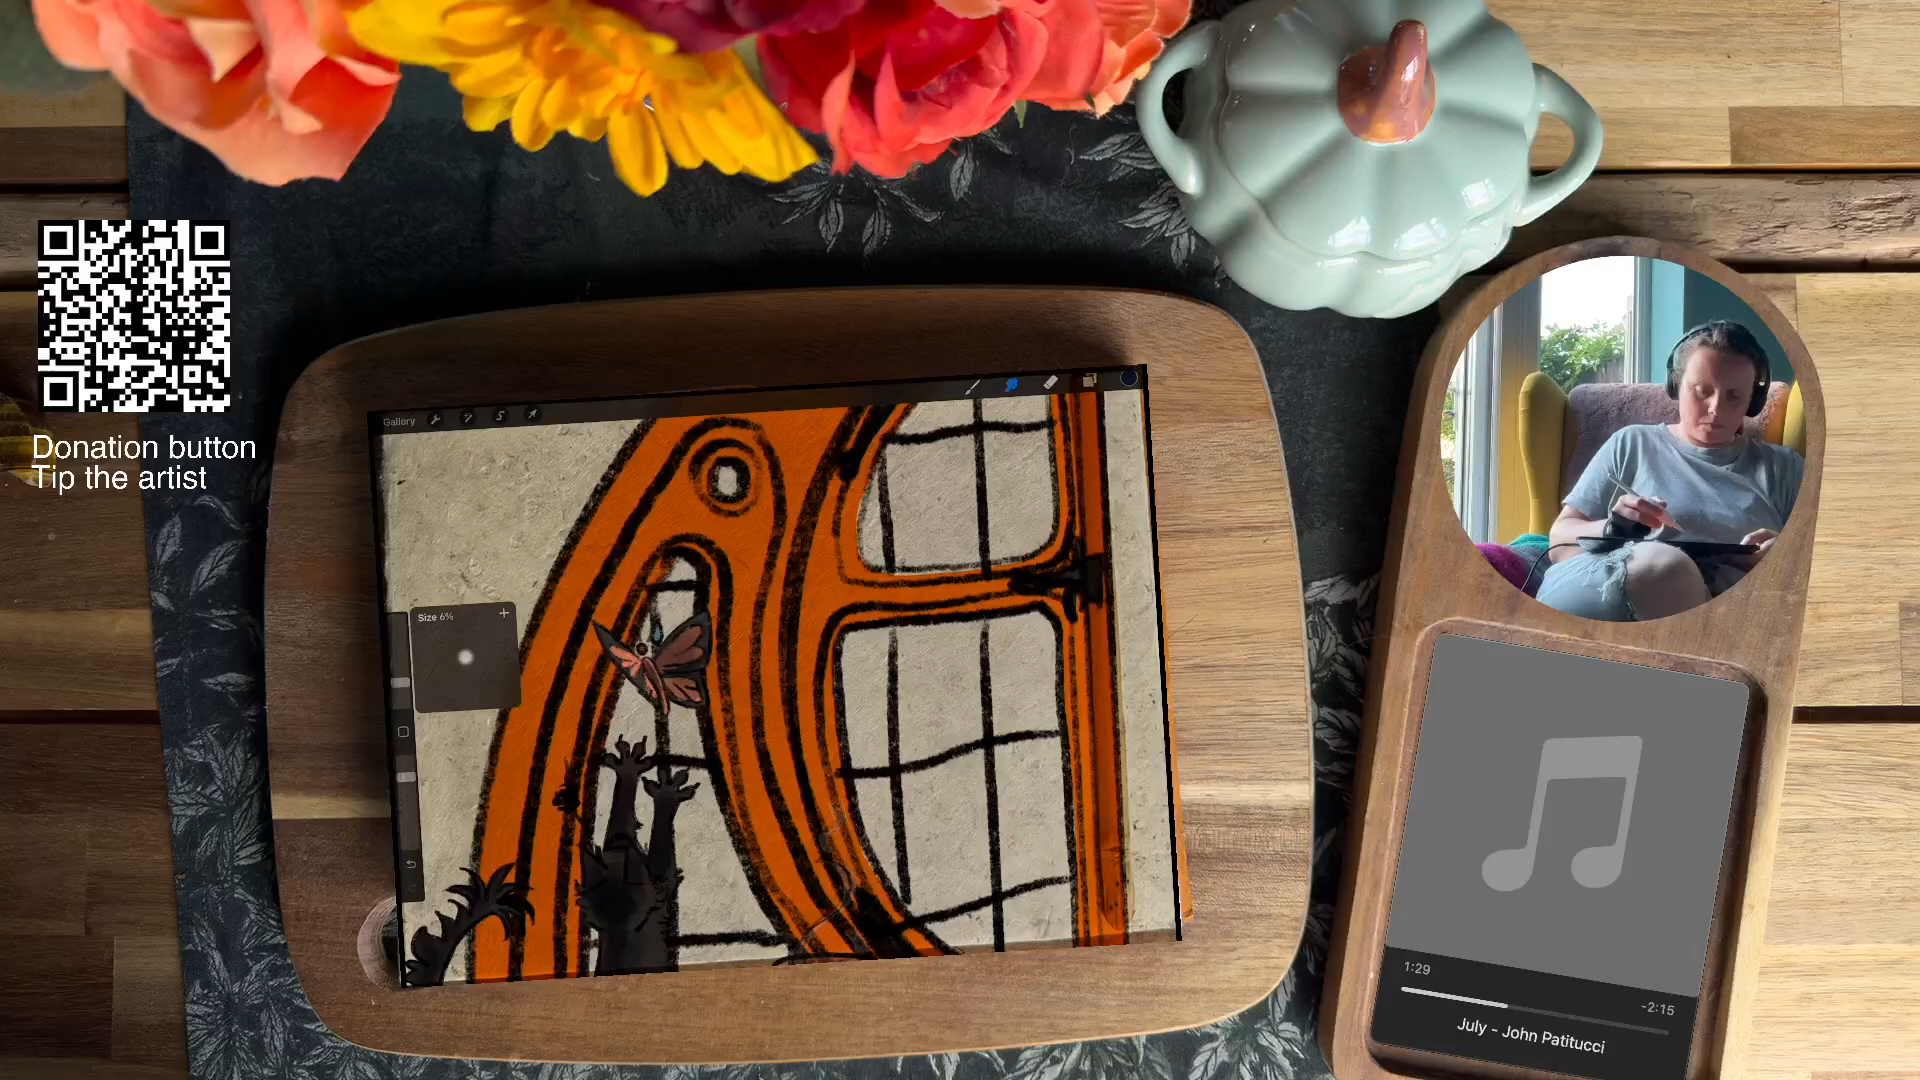 Donation button
Tip the artist
Gallery
Size 6%
1:29
-2:15
July - John Patitucci